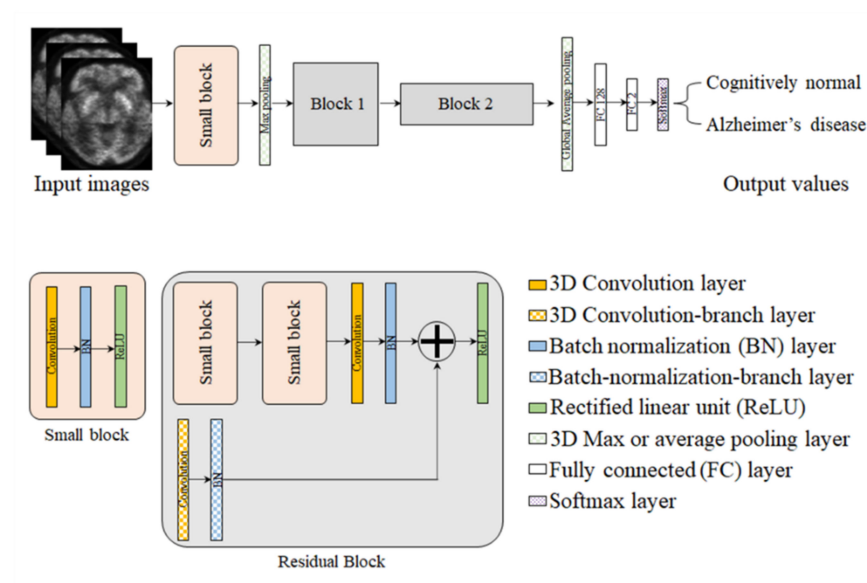 Small block
Max pooling
Block 1
Block 2
Global Average pooling
FC 128
FC 2
Softmax
Cognitively normal
Alzheimer’s disease
Input images
Output values
Convolution
BN
ReLU
Small block
Small block
Small block
Convolution
BN
ReLU
Convolution
BN
Residual Block
3D Convolution layer
3D Convolution-branch layer
Batch normalization (BN) layer
Batch-normalization-branch layer
Rectified linear unit (ReLU)
3D Max or average pooling layer
Fully connected (FC) layer
Softmax layer